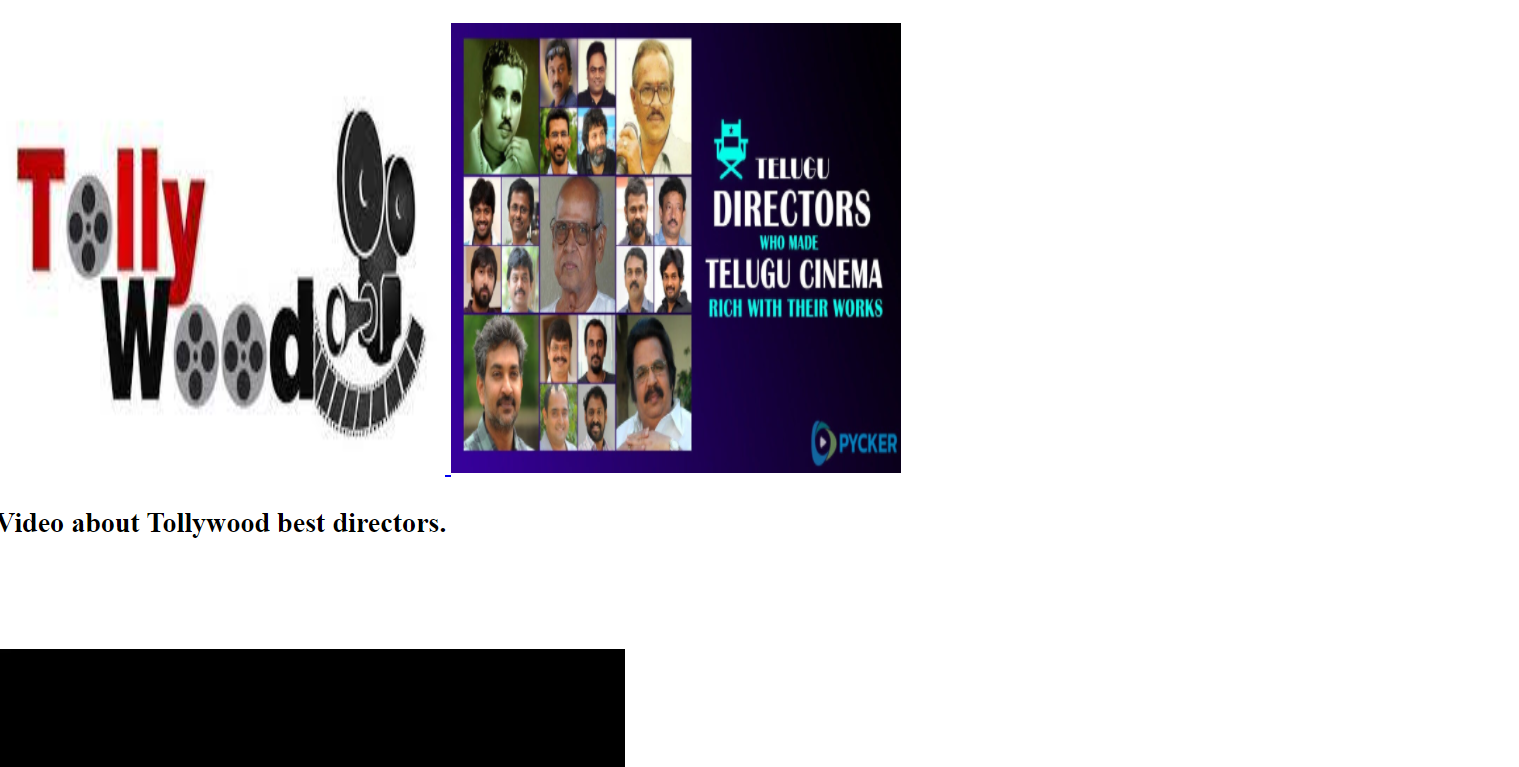 Tolly
Wood
TELUGU
DIRECTORS
WHO MADE
TELUGU CINEMA
RICH WITH THEIR WORKS
PYCKER
Video about Tollywood best directors.